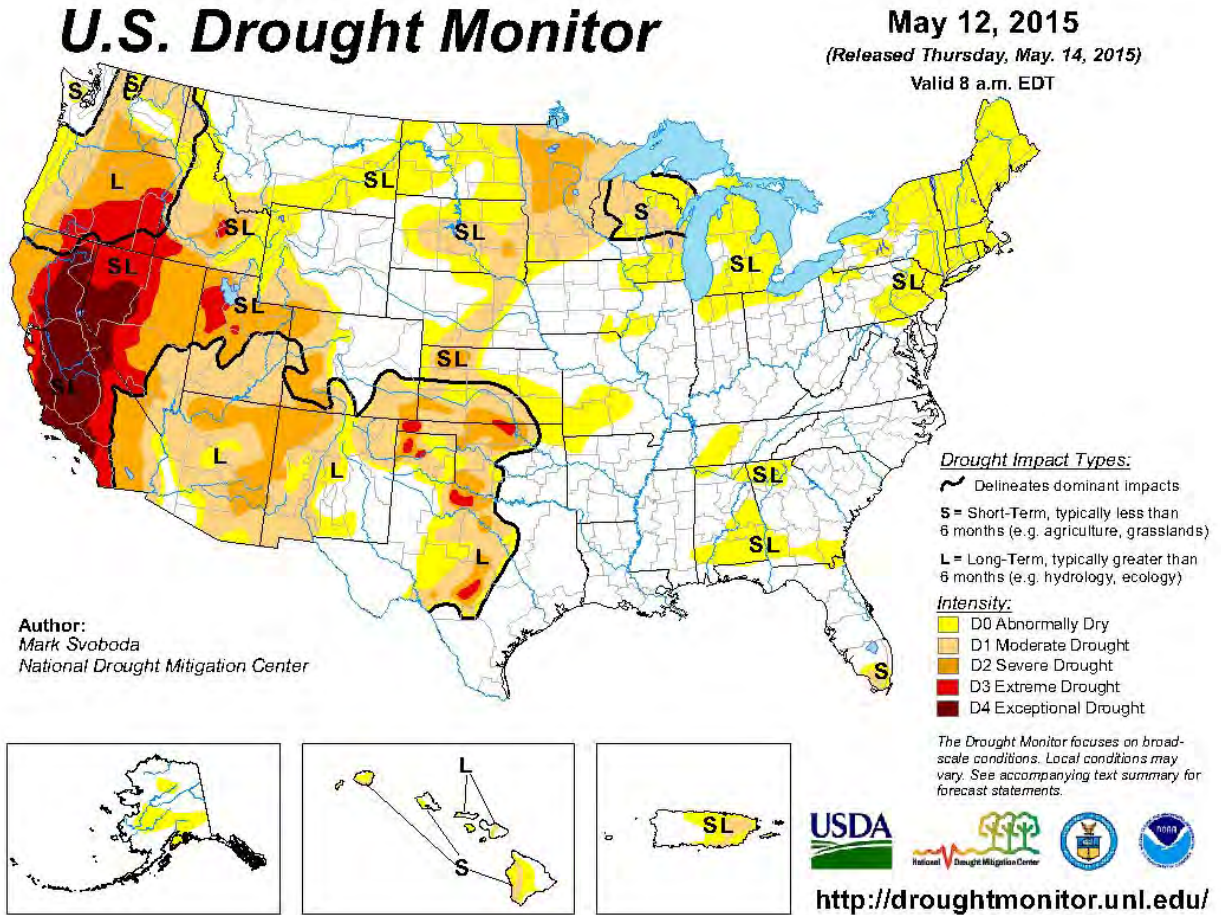 U.S. Drought Monitor
May 12, 2015
(Released Thursday, May. 14, 2015)
Valid 8 a.m. EDT
S
S
L
L
SL
SL
SL
S
SL
SL
SL
SL
SL
SL
L
L
SL
SL
L
S
Drought Impact Types:
Delineates dominant impacts
S = Short-Term, typically less than
6 months (e.g. agriculture, grasslands)
L = Long-Term, typically greater than
6 months (e.g. hydrology, ecology)
Intensity:
D0 Abnormally Dry
D1 Moderate Drought
D2 Severe Drought
D3 Extreme Drought
D4 Exceptional Drought
Author:
Mark Svoboda
National Drought Mitigation Center
The Drought Monitor focuses on broad-
scale conditions. Local conditions may
vary. See accompanying text summary for
forecast statements.
L
S
SL
USDA
National Drought Mitigation Center
NOAA
http://droughtmonitor.unl.edu/